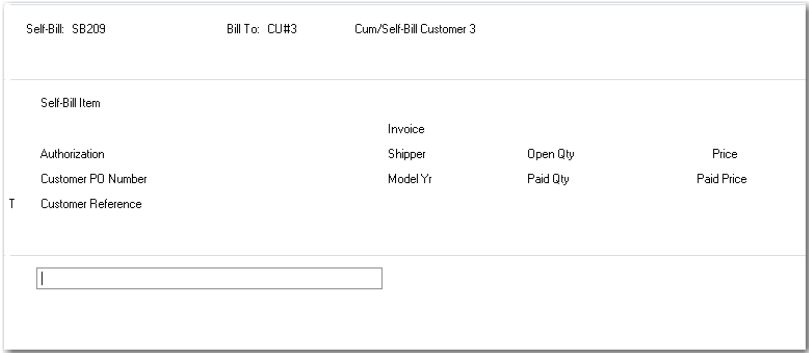 Self-Bill: SB209 Bill To: CU#3 Cum/Self-Bill Customer 3
Self-Bill Item
Invoice
Authorization Shipper Open Qty Price
Customer PO Number Model Yr Paid Qty Paid Price
T Customer Reference